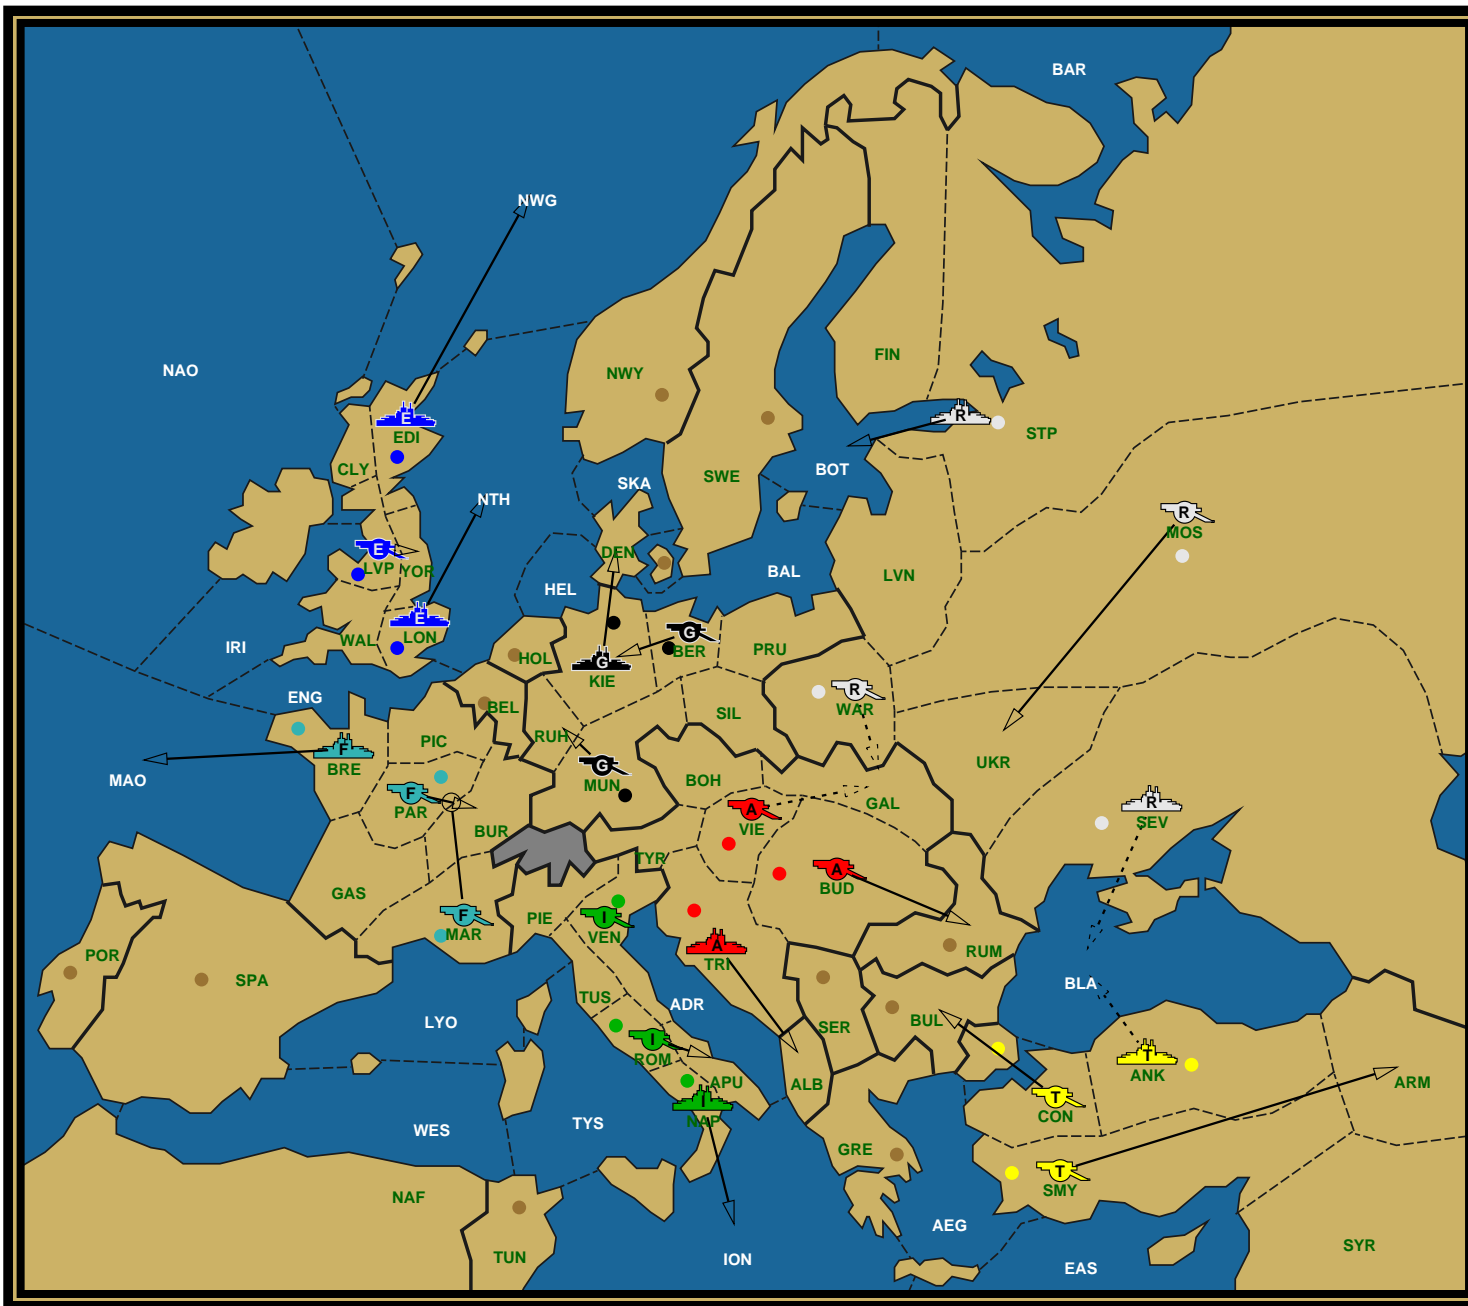 BAR
NWG
NAO
FIN
NWY
E
EDI
R
STP
CLY
SWE
BOT
SKA
NTH
R
MOS
E
LVP
YOR
DEN
HEL
BAL
LVN
E
LON
WAL
IRI
G
BER
PRU
HOL
G
KIE
ENG
BEL
R
WAR
SIL
RUH
PIC
F
BRE
MAO
G
MUN
BOH
UKR
F
PAR
A
VIE
GAL
R
SEV
BUR
TYR
GAS
A
BUD
F
MAR
PIE
I
VEN
A
TRI
RUM
POR
SPA
BLA
TUS
ADR
LYO
SER
BUL
I
ROM
T
ANK
APU
ALB
ARM
I
NAP
T
CON
TYS
WES
GRE
T
SMY
NAF
AEG
TUN
ION
EAS
SYR